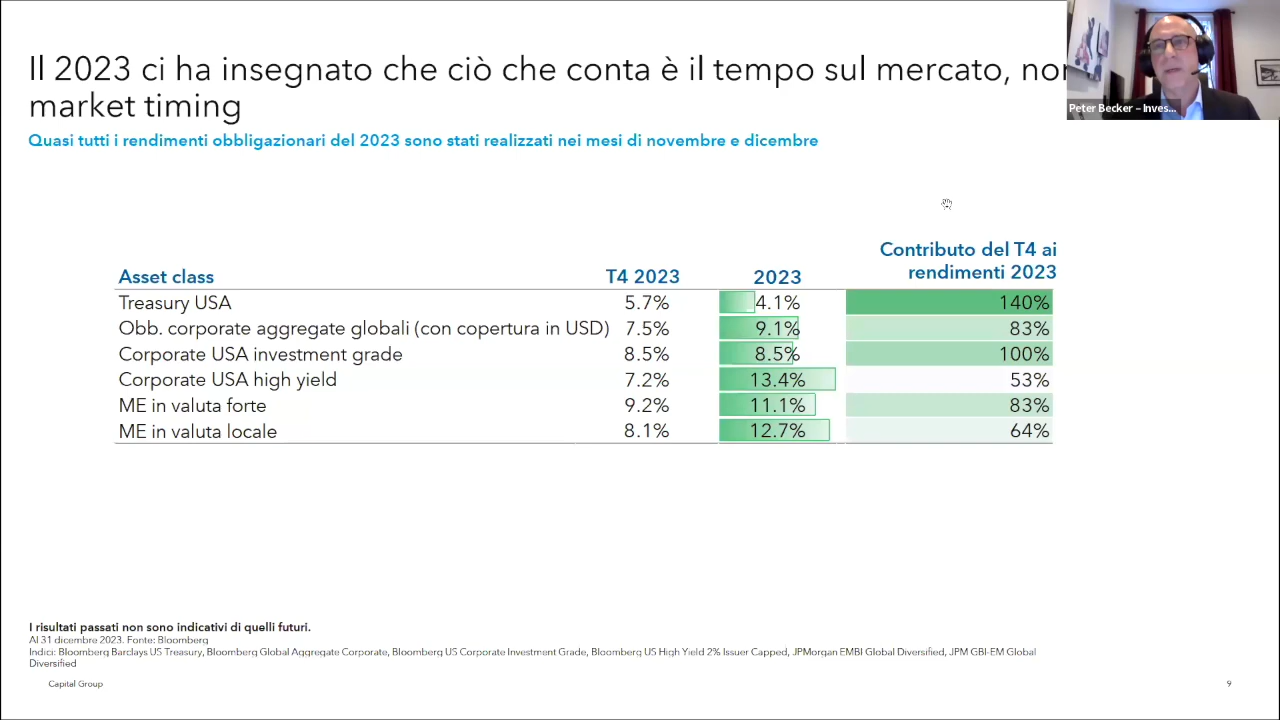 Il 2023 ci ha insegnato che ciò che conta è il tempo sul mercato,
market timing
Quasi tutti i rendimenti obbligazionari del 2023 sono stati realizzati nei mesi di novembre e dicembre
Peter Becker – Inves...
Asset class T4 2023 2023 Contributo del T4 ai
rendimenti 2023
Treasury USA 5.7% 4.1% 140%
Obb. corporate aggregate globali (con copertura in USD) 7.5% 9.1% 83%
Corporate USA investment grade 8.5% 8.5% 100%
Corporate USA high yield 7.2% 13.4% 53%
ME in valuta forte 9.2% 11.1% 83%
ME in valuta locale 8.1% 12.7% 64%
I risultati passati non sono indicativi di quelli futuri.
Al 31 dicembre 2023. Fonte: Bloomberg
Indici: Bloomberg Barclays US Treasury, Bloomberg Global Aggregate Corporate, Bloomberg US Corporate Investment Grade, Bloomberg US High Yield 2% Issuer Capped, JPMorgan EMBI Global Diversified, JPM GBI-EM Global
Diversified
Capital Group 9